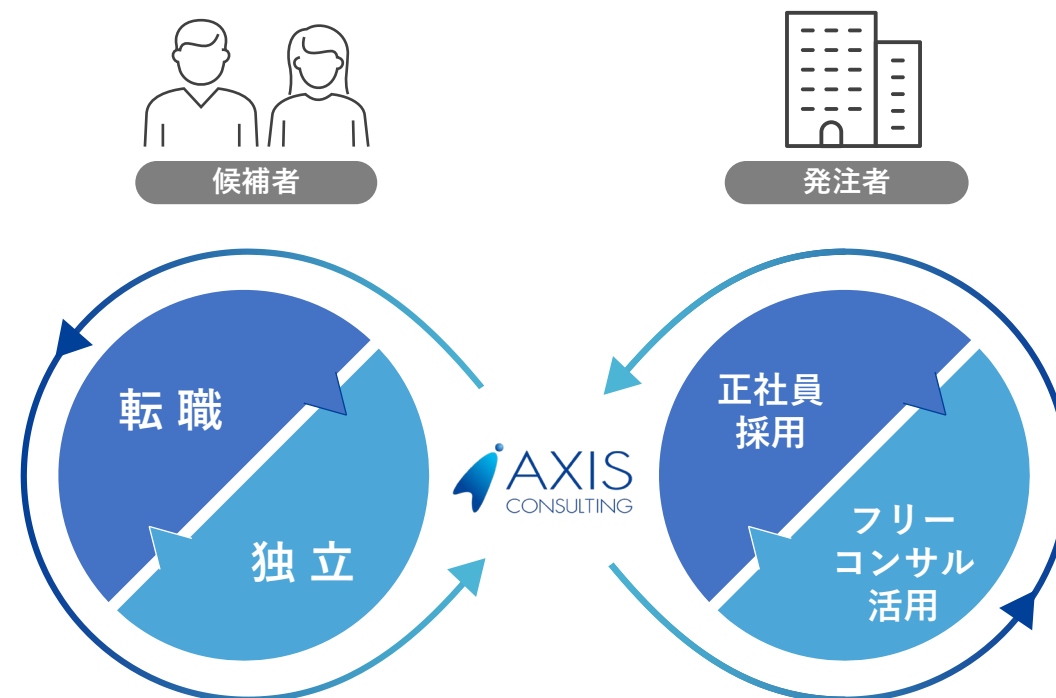 候補者
発注者
転職
独立
AXIS
CONSULTING
正社員
採用
フリー
コンサル
活用